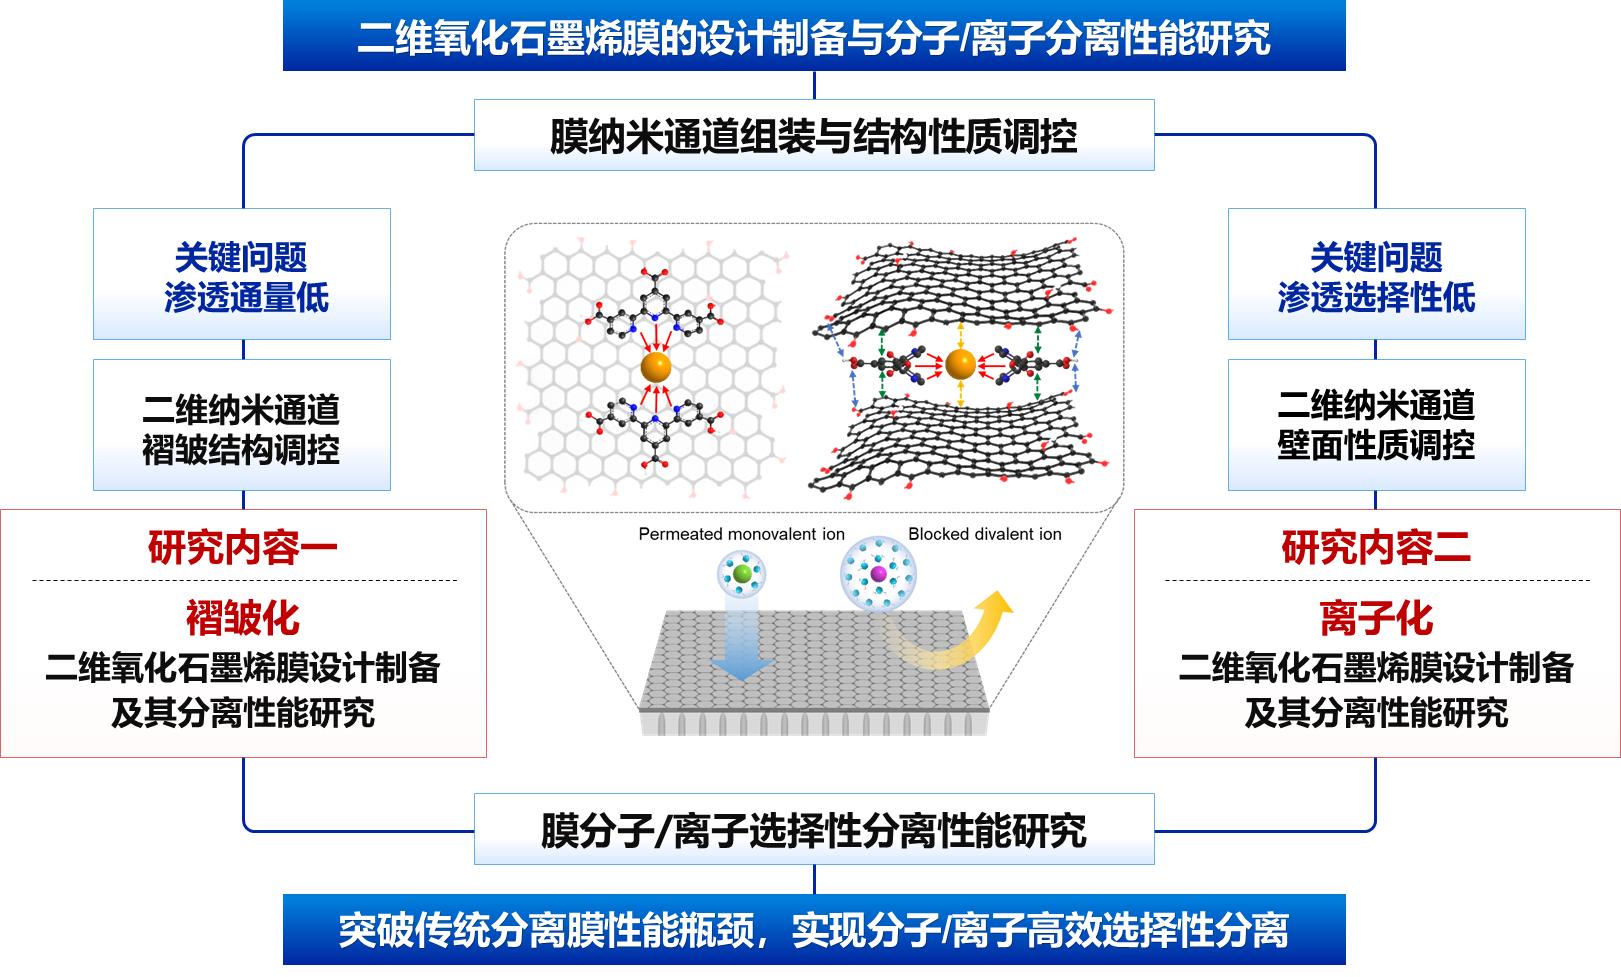 二维氧化石墨烯膜的设计制备与分子/离子分离性能研究
膜纳米通道组装与结构性质调控
关键问题
渗透通量低
二维纳米通道
褶皱结构调控
研究内容一
褶皱化
二维氧化石墨烯膜设计制备
及其分离性能研究
Permeated monovalent ion
Blocked divalent ion
关键问题
渗透选择性低
二维纳米通道
壁面性质调控
研究内容二
离子化
二维氧化石墨烯膜设计制备
及其分离性能研究
膜分子/离子选择性分离性能研究
突破传统分离膜性能瓶颈，实现分子/离子高效选择性分离